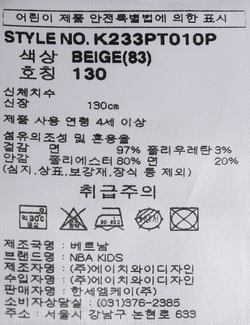 어린이 제품 안전특별법에 의한 표시
STYLE NO. K233PT010P
색상 BEIGE(83)
호칭 130
신체치수
신장 130cm
제품 사용 연령 4세 이상
섬유의조성 및 혼용율
겉감 면 97% 폴리우레탄 3%
안감 폴리에스터 80% 면 20%
(심지,상표,보강재,장식 등 제외)
취급주의
제조국명 : 베트남
브랜드명 : NBA KIDS
제조자명 : (주)에이치와이디자인
수입자명 : (주)에이치와이디자인
판매자명 : 한세엠케이(주)
소비자상담실 : (031)376-2385
주소 : 서울시 강남구 논현로 633